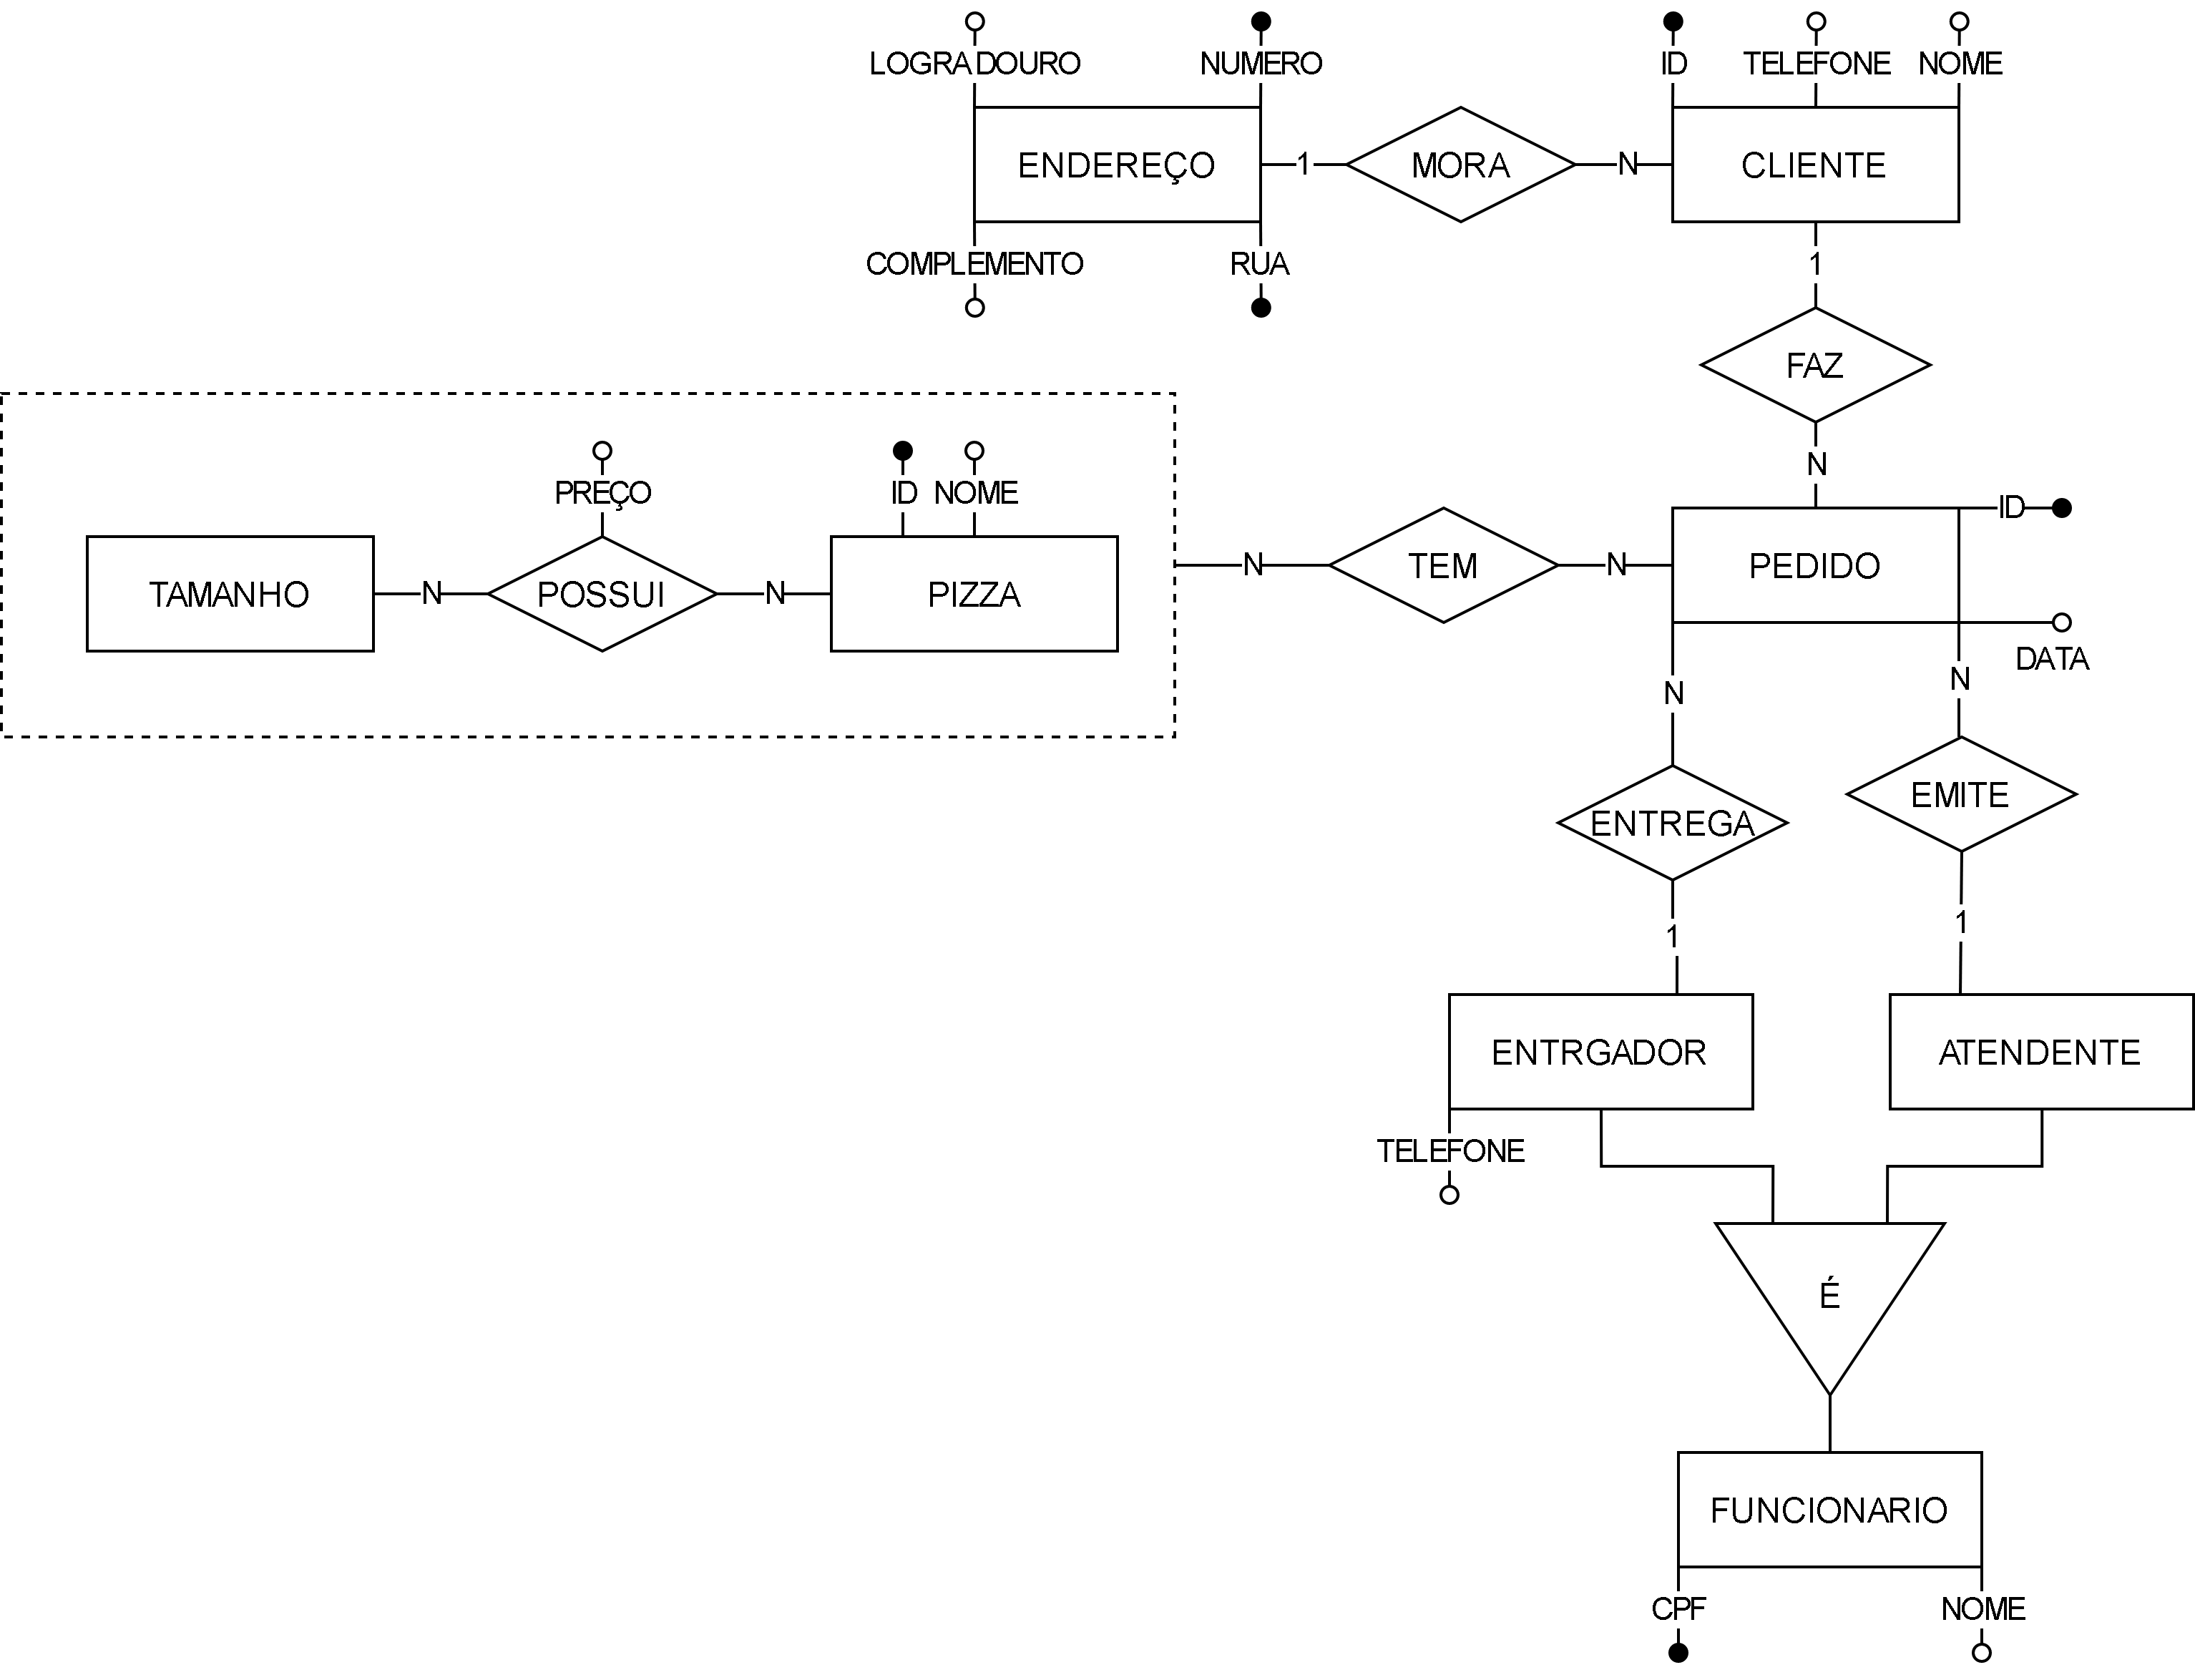 LOGRADOURO NUMERO ID TELEFONE NOME
ENDEREÇO 1 MORA N CLIENTE
COMPLEMENTO RUA 1
FAZ
N
PREÇO ID NOME ID
TAMANHO N POSSUI N PIZZA N TEM N PEDIDO
DATA
N N
ENTREGA EMITE
1 1
ENTRGADOR ATENDENTE
TELEFONE
É
FUNCIONARIO
CPF NOME